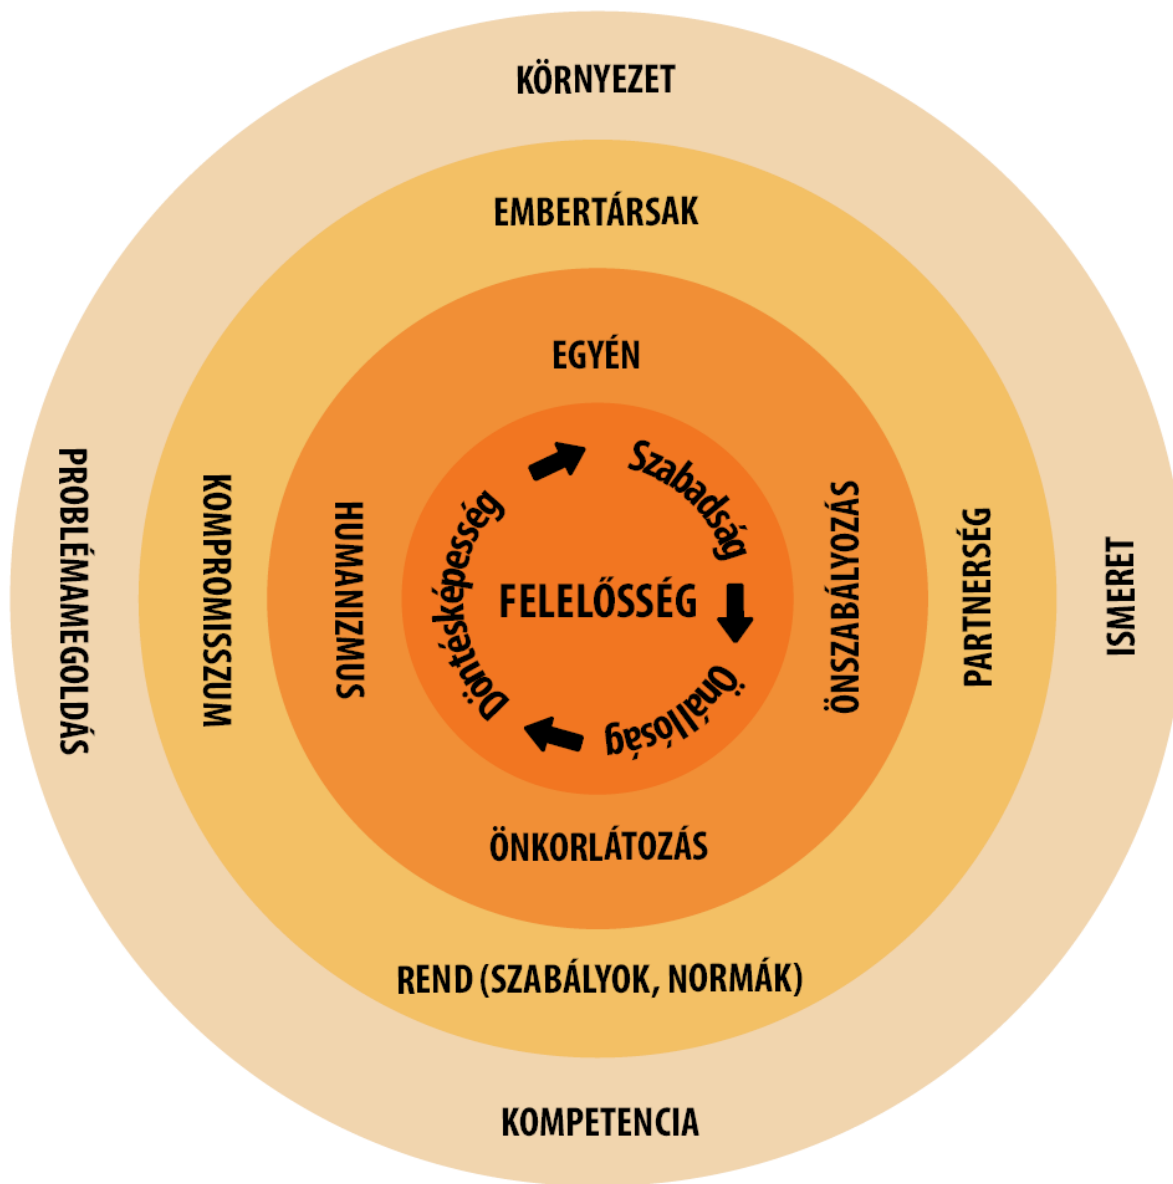 KÖRNYEZET
EMBERTÁRSAK
EGYÉN
Szabadság
Önállóság
Döntésképesség
FELELŐSSÉG
PROBLÉMAMEGOLDÁS
KOMPROMISSZUM
HUMANIZMUS
ÖNSZABÁLYOZÁS
PARTNERSÉG
ISMERET
ÖNKORLÁTOZÁS
REND (SZABÁLYOK, NORMÁK)
KOMPETENCIA